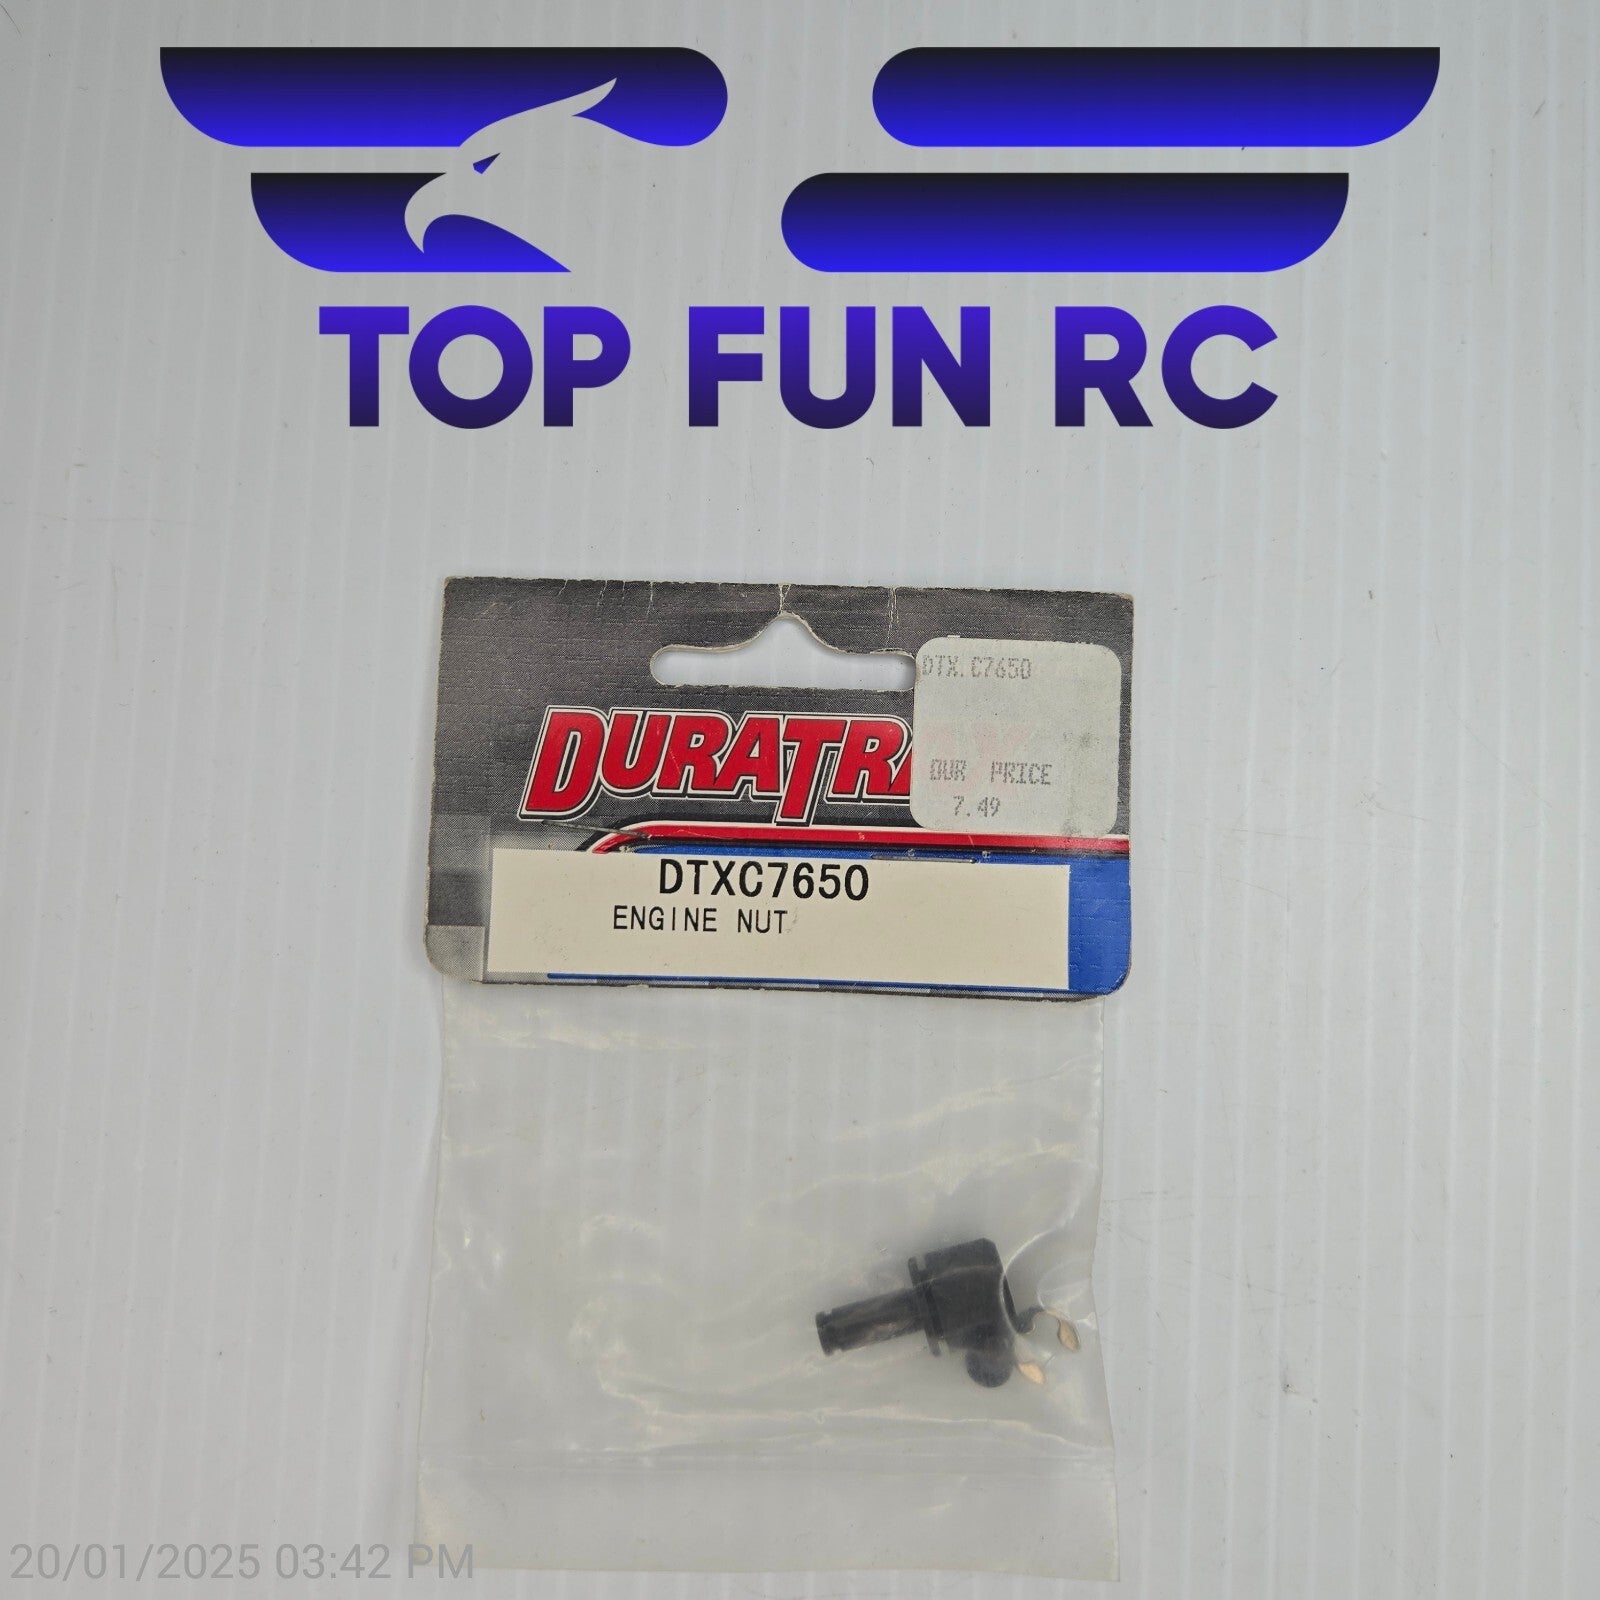 TOP FUN RC
DTX.C7650
DURATRA
OUR PRICE
7.49
DTXC7650
ENGINE NUT
20/01/2025 03:42 PM